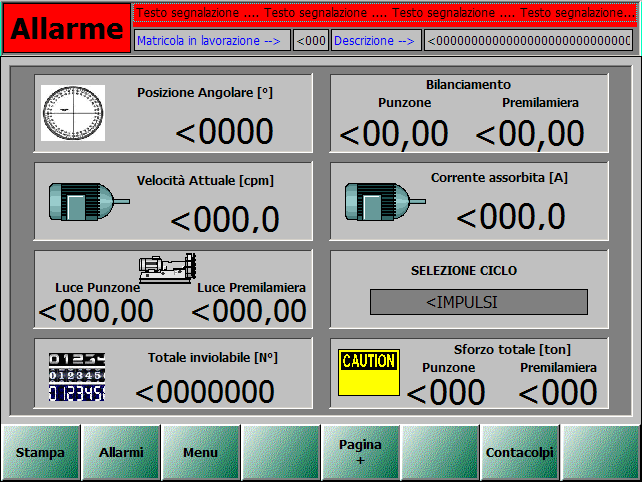 Allarme
Testo segnalazione .... Testo segnalazione .... Testo segnalazione .... Testo segnalazione...
Matricola in lavorazione --> <000 Descrizione --> <00000000000000000000000000000
Posizione Angolare [°]
<0000
Bilanciamento
Punzone Premilamiera
<00,00 <00,00
Velocità Attuale [cpm]
<000,0
Corrente assorbita [A]
<000,0
Luce Punzone Luce Premilamiera
<000,00 <000,00
SELEZIONE CICLO
<IMPULSI
Totale inviolabile [N°]
<0000000
CAUTION
Sforzo totale [ton]
Punzone Premilamiera
<000 <000
Stampa Allarmi Menu Pagina + Contacolpi